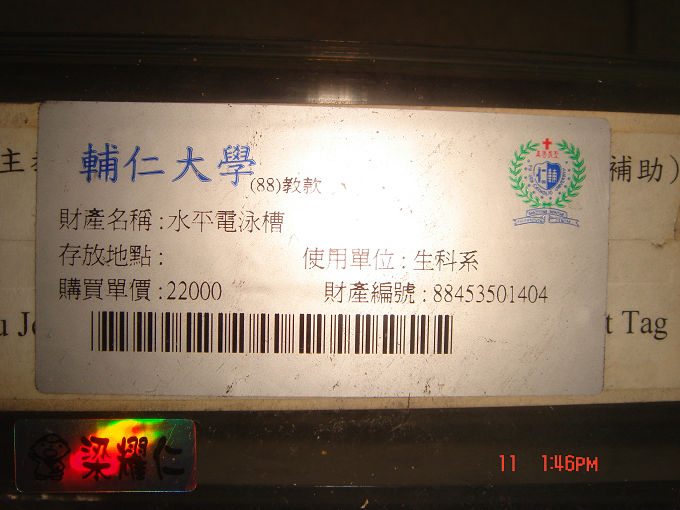 輔仁大學 (88)教款
補助)
財產名稱:水平電泳槽
存放地點: 使用單位:生科系
購買單價:22000 財產編號:88453501404
t Tag
梁耀仁
11 1:46PM